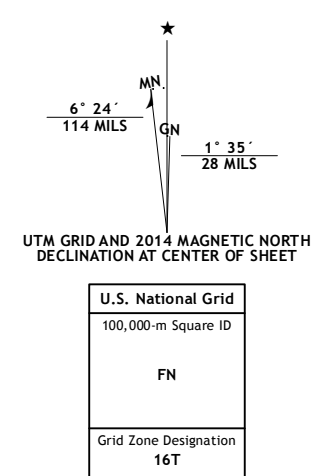 MN.
6° 24´
114 MILS
GN
1° 35´
28 MILS
UTM GRID AND 2014 MAGNETIC NORTH
DECLINATION AT CENTER OF SHEET
U.S. National Grid
100,000-m Square ID
FN
Grid Zone Designation
16T